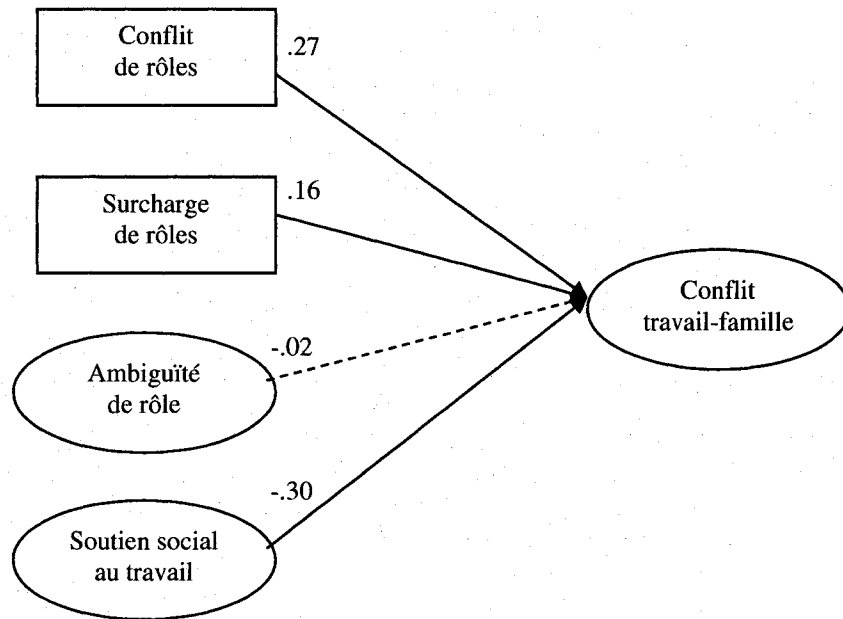 Conflit
de rôles
.27
Surcharge
de rôles
.16
Conflit
travail-famille
Ambiguïté
de rôle
-.02
Soutien social
au travail
-.30